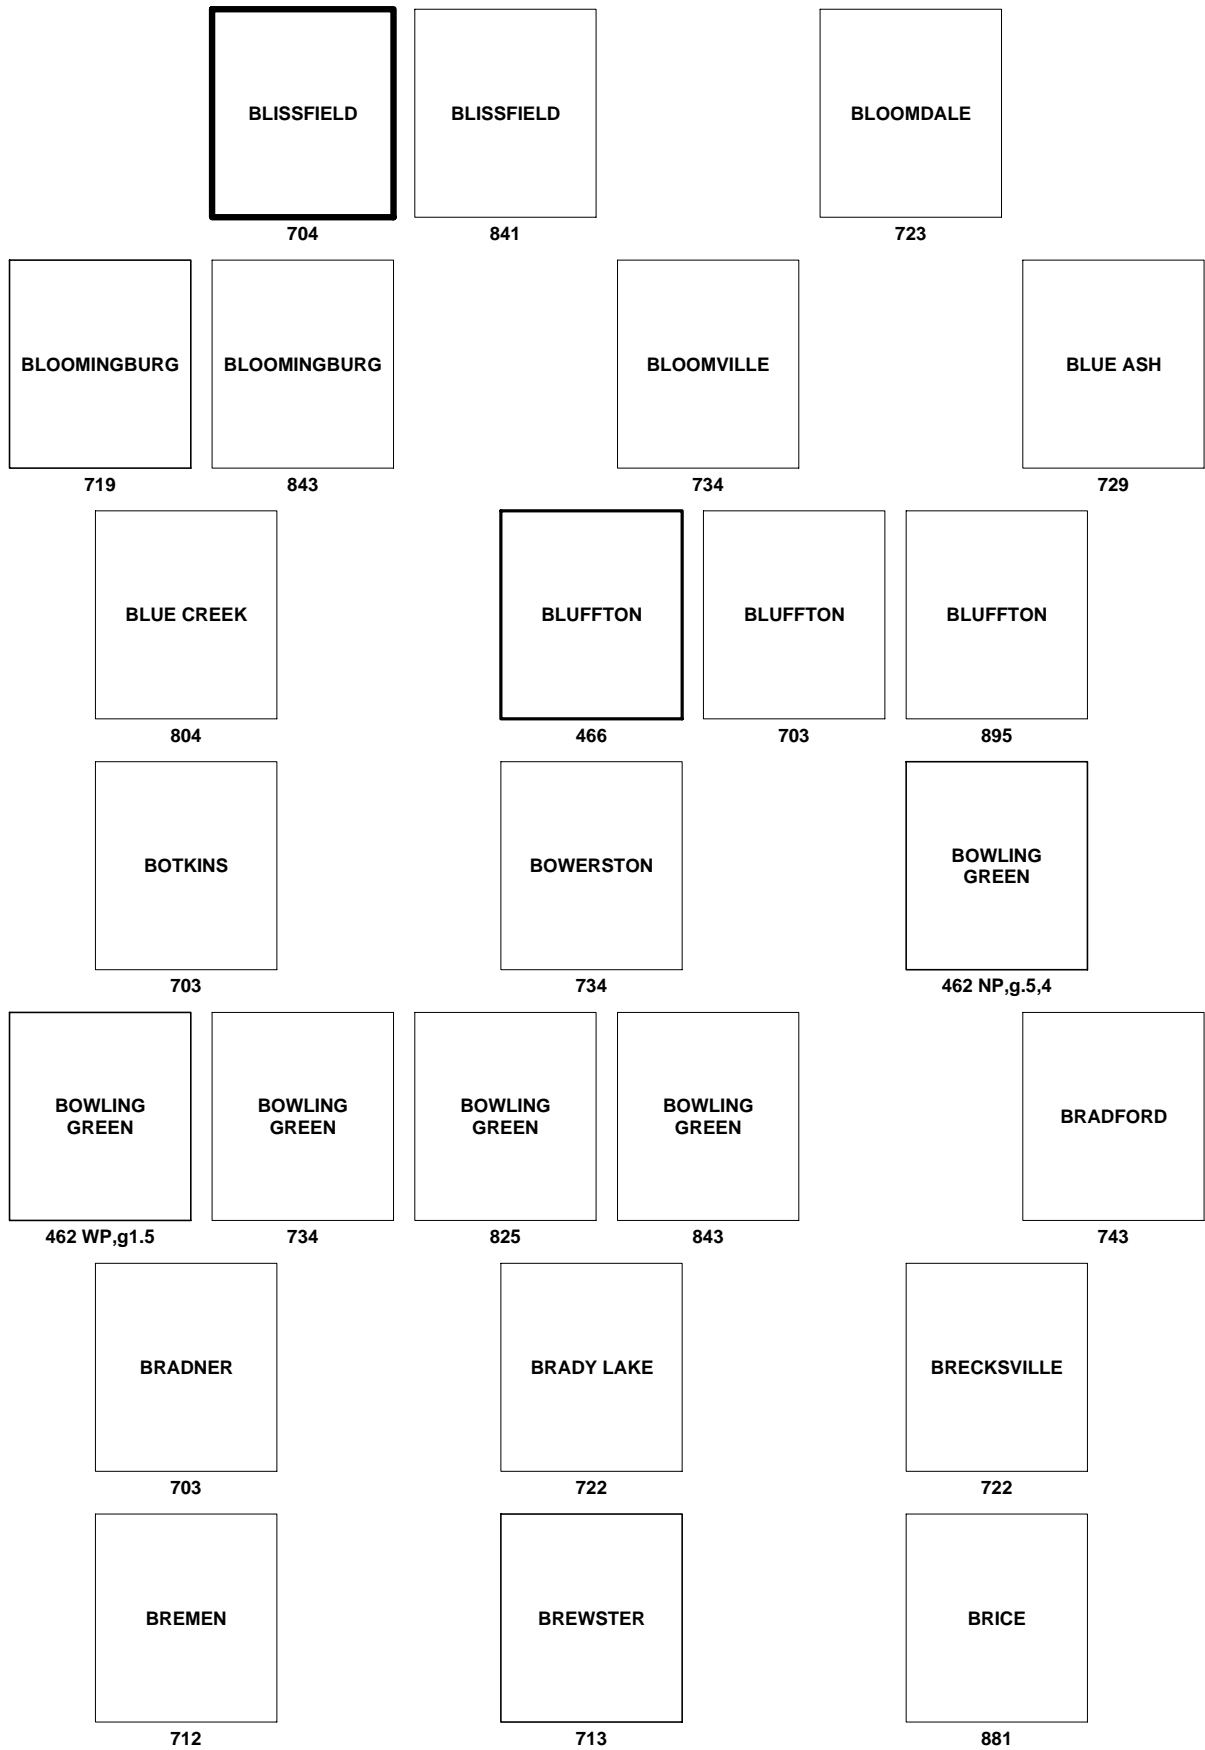 BLISSFIELD BLISSFIELD BLOOMDALE
704 841 723
BLOOMINGBURG BLOOMINGBURG BLOOMVILLE BLUE ASH
719 843 734 729
BLUE CREEK BLUFFTON BLUFFTON BLUFFTON
804 466 703 895
BOTKINS BOWERSTON BOWLING
GREEN
703 734 462 NP,g.5,4
BOWLING BOWLING BOWLING BOWLING BRADFORD
GREEN GREEN GREEN GREEN
462 WP,g1.5 734 825 843 743
BRADNER BRADY LAKE BRECKSVILLE
703 722 722
BREMEN BREWSTER BRICE
712 713 881